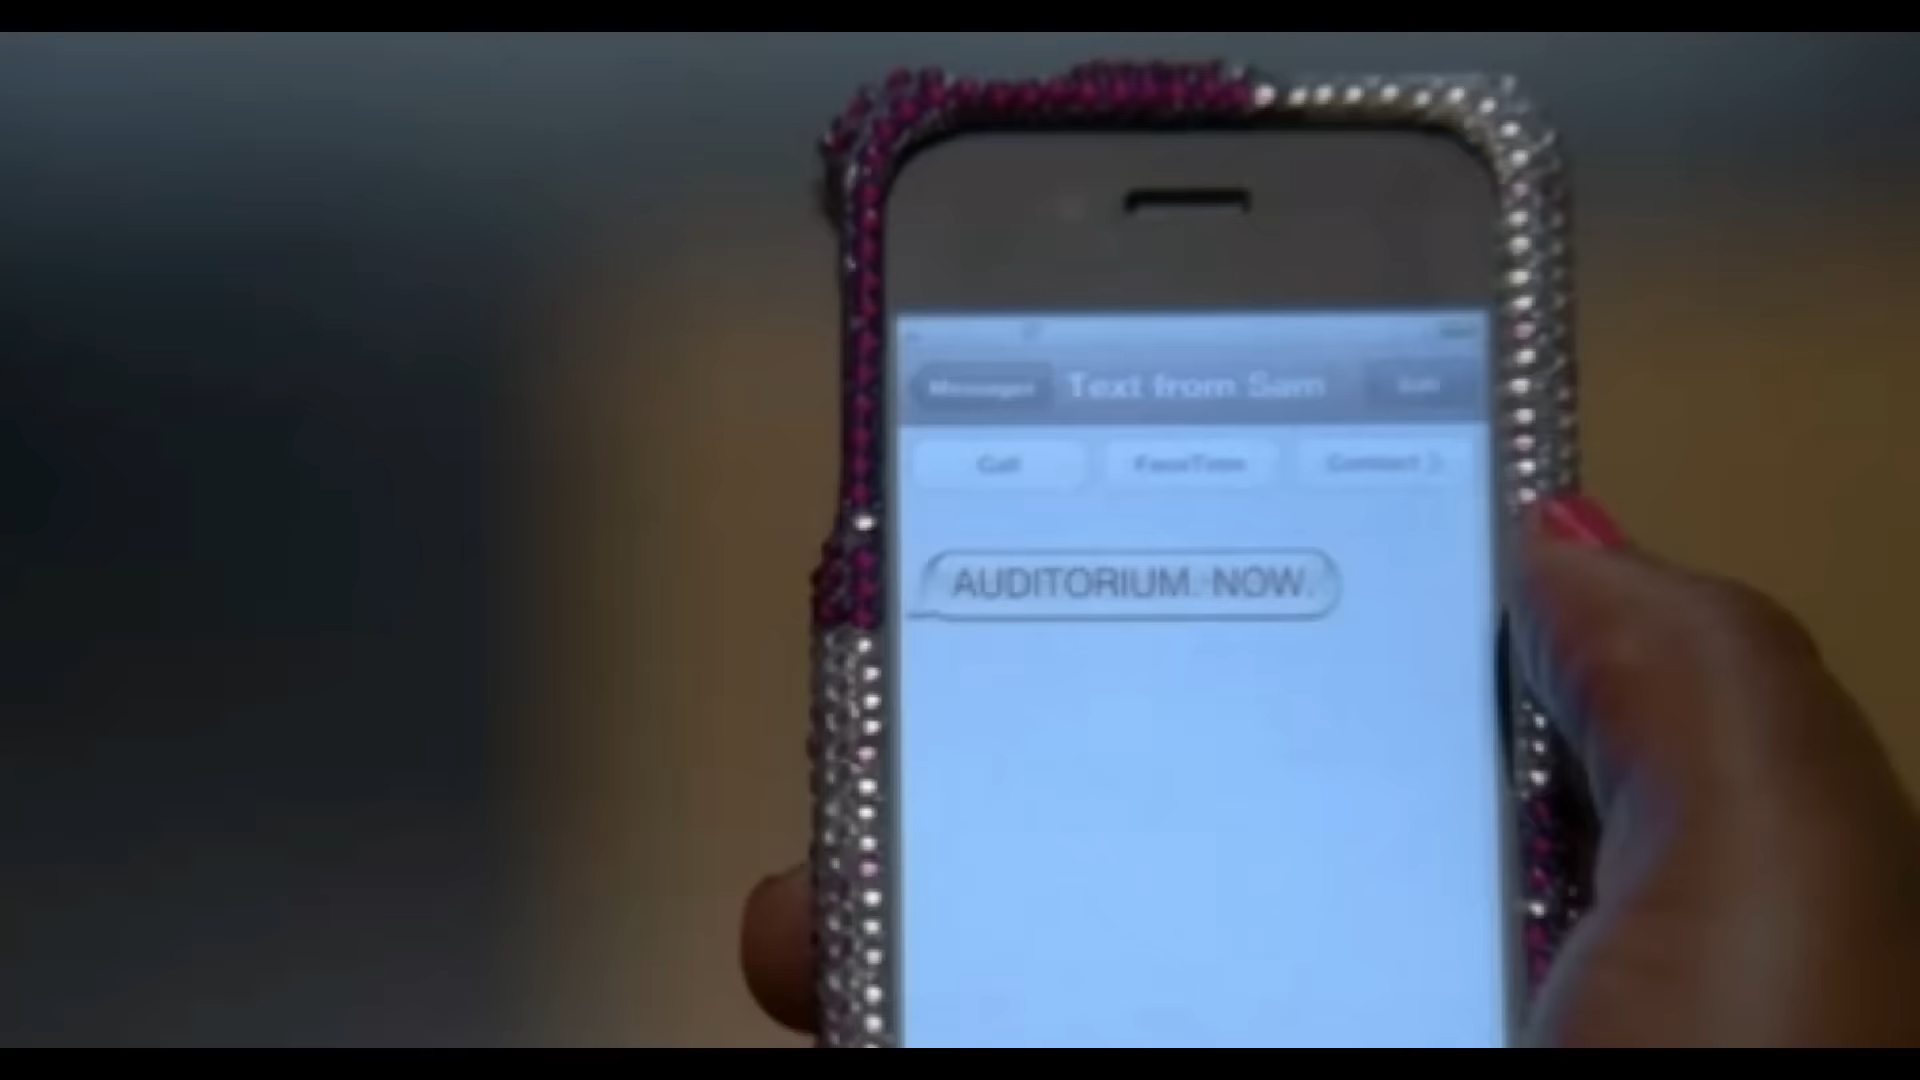 Messages Text from Sam Edit
Call FaceTime Contact
AUDITORIUM. NOW.